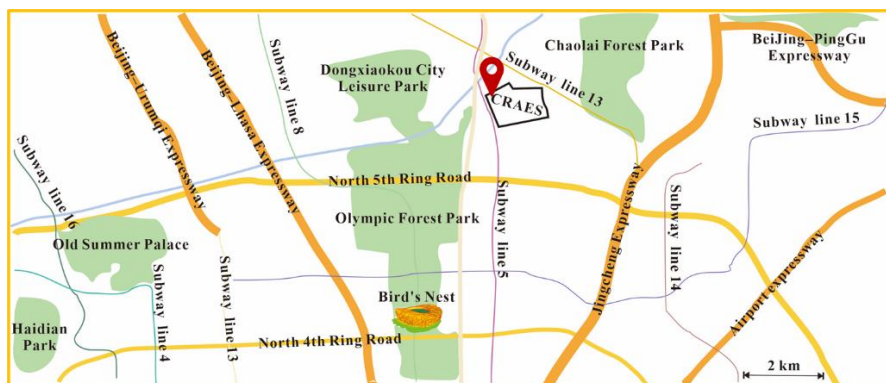 Beijing–Urumqi Expressway
Beijing–Lhasa Expressway
Subway line 8
Dongxiaokou City
Leisure Park
CRAES
Subway line 13
Chaolai Forest Park
BeiJing–PingGu
Expressway
Subway line 15
Subway line 16
North 5th Ring Road
Old Summer Palace
Olympic Forest Park
Subway line 5
Jingcheng Expressway
Subway line 14
Airport expressway
Haidian
Park
Subway line 4
Subway line 13
Bird's Nest
North 4th Ring Road
2 km